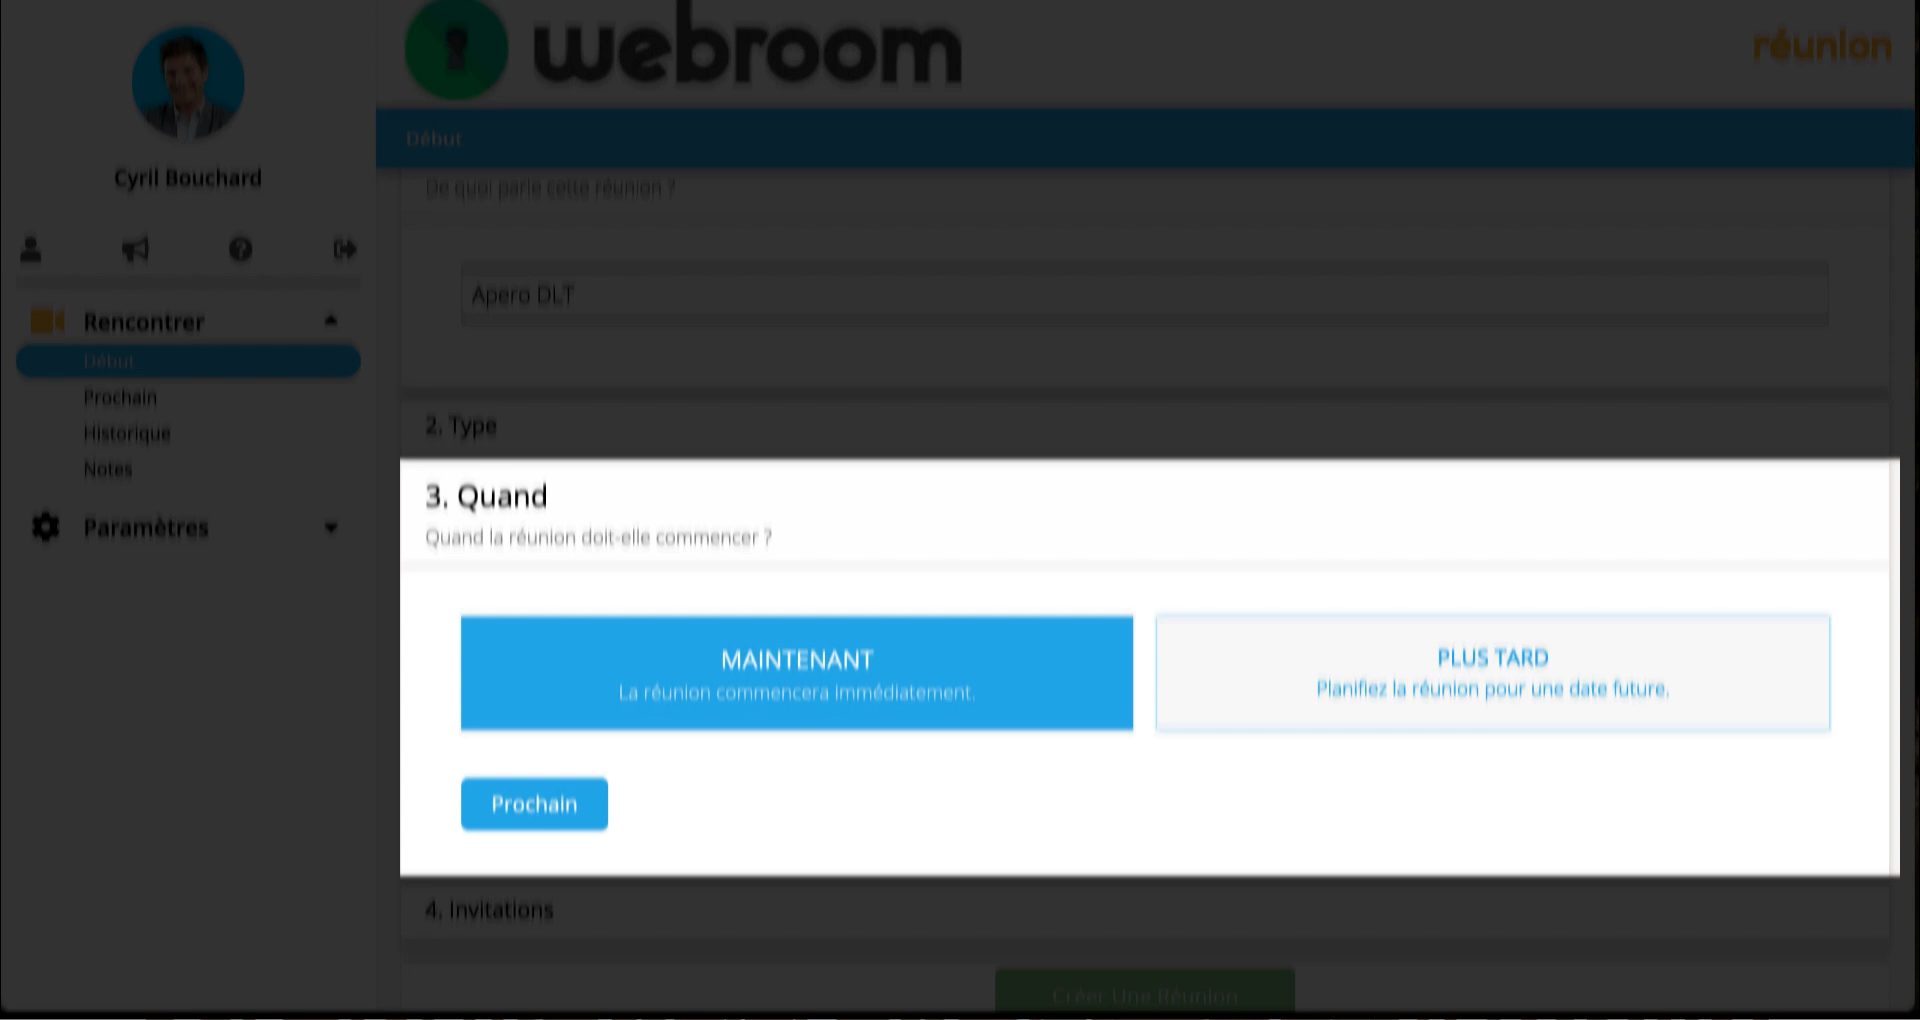 webroom
réunion
Cyril Bouchard
Rencontrer
Début
Prochain
Historique
Notes
Paramètres
Début
De quoi parle cette réunion ?
Apero DLT
2. Type
3. Quand
Quand la réunion doit-elle commencer ?
MAINTENANT
La réunion commencera immédiatement.
PLUS TARD
Planifiez la réunion pour une date future.
Prochain
4. Invitations
Créer Une Réunion